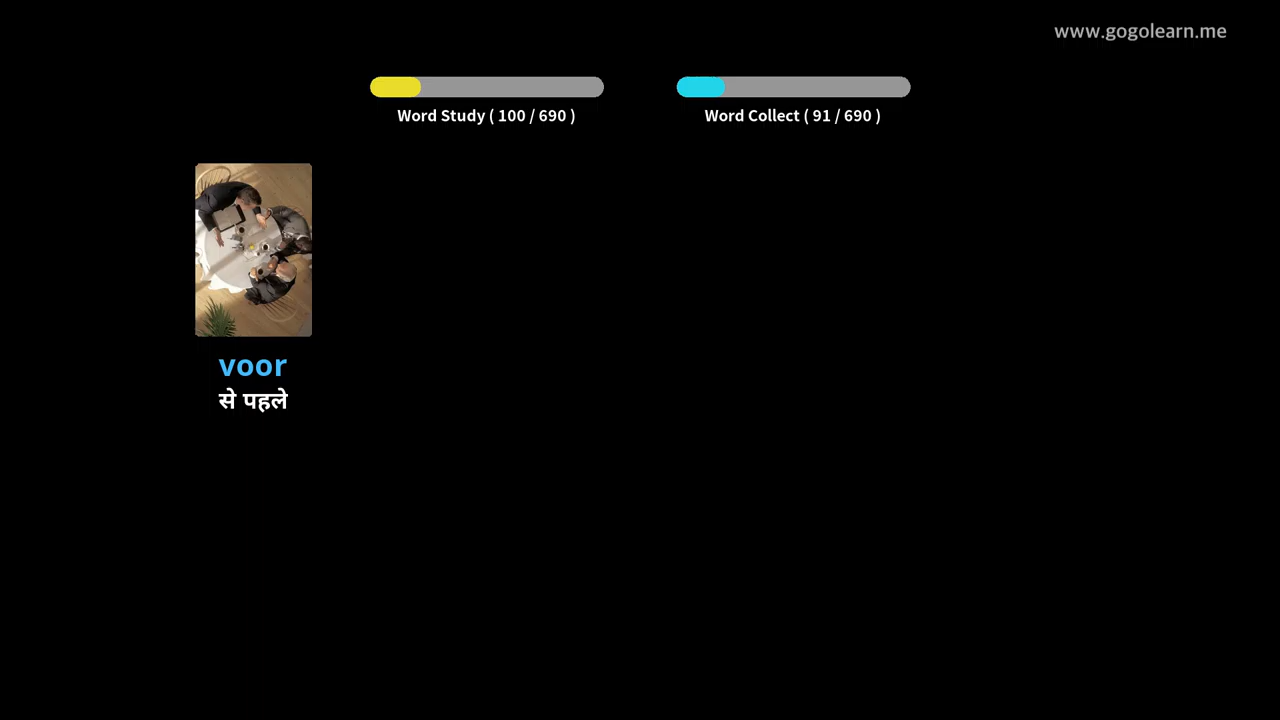 www.gogolearn.me
Word Study ( 100 / 690 )
Word Collect ( 91 / 690 )
voor
से पहले